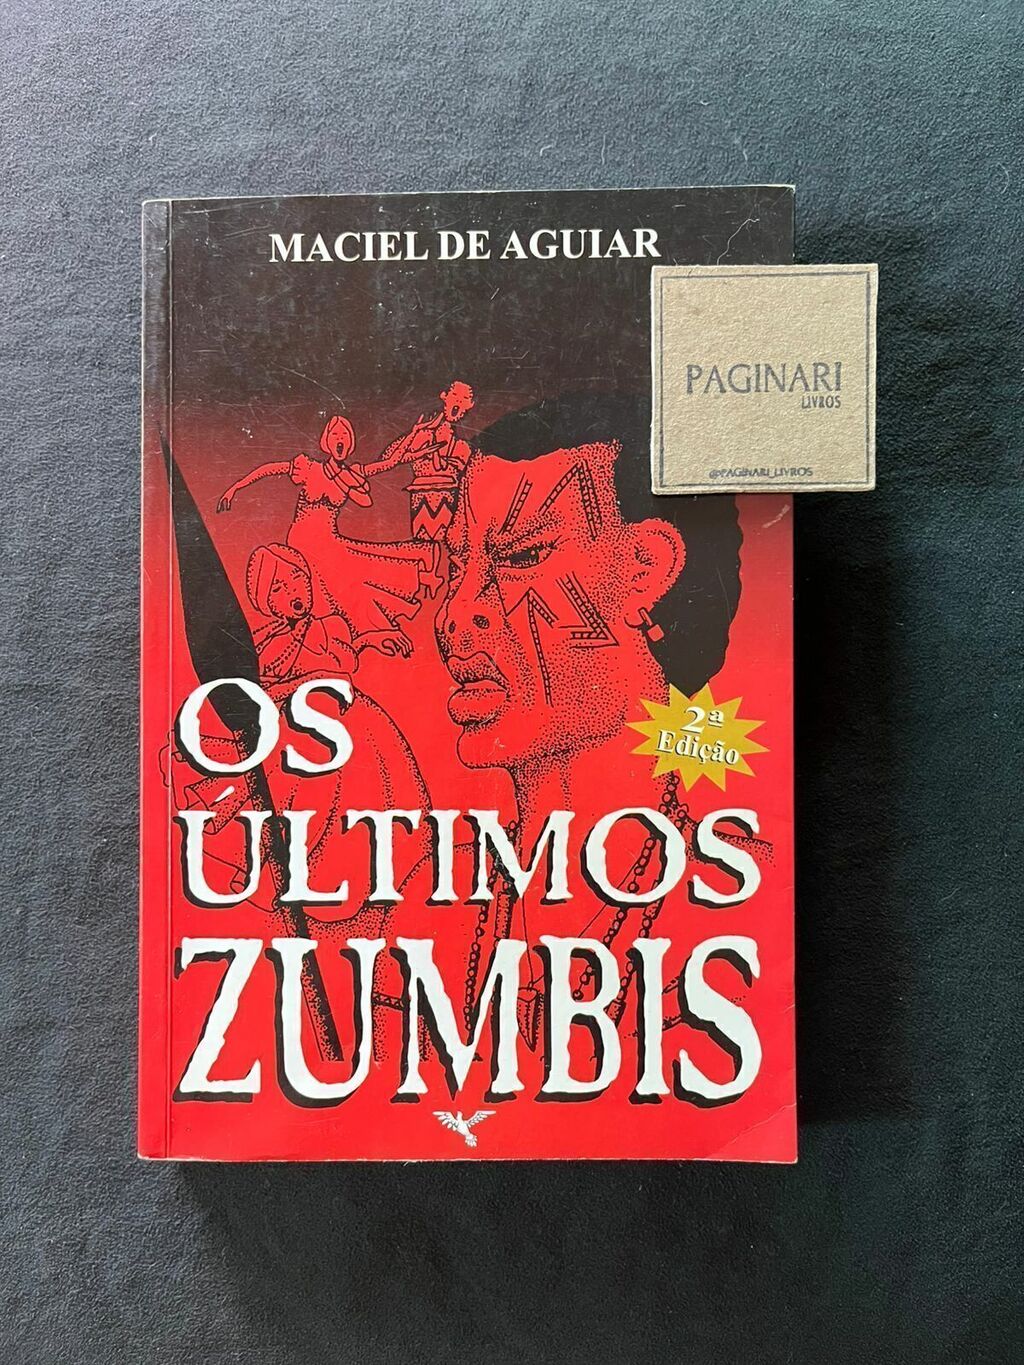 MACIEL DE AGUIAR
PAGINARI
LIVROS
@PAGINARI_LIVROS
2ª
Edição
OS
ÚLTIMOS
ZUMBIS